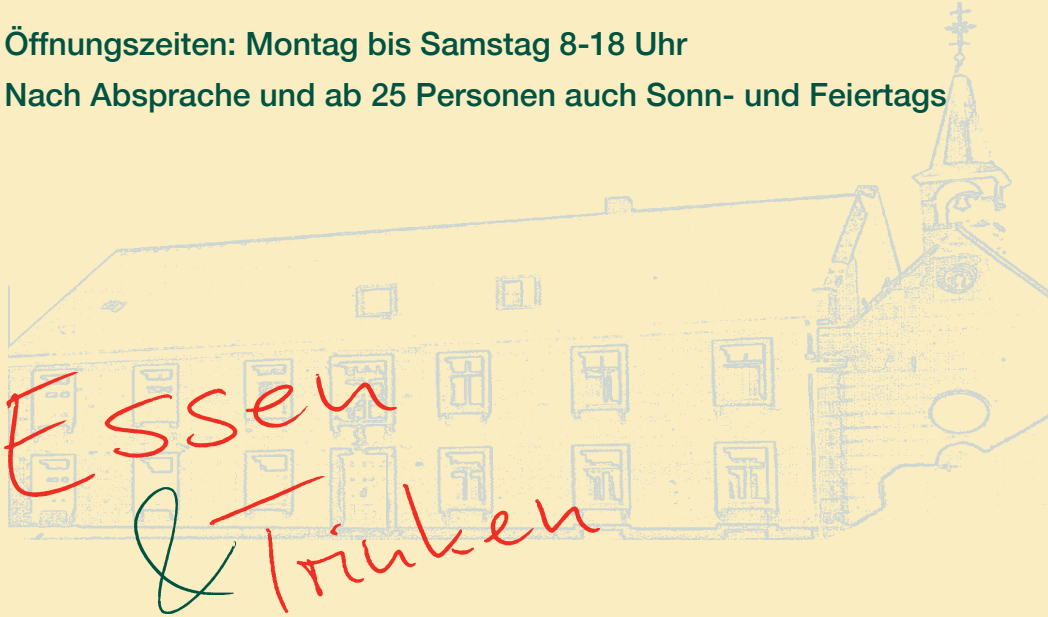 Öffnungszeiten: Montag bis Samstag 8-18 Uhr
Nach Absprache und ab 25 Personen auch Sonn- und Feiertags
Essen
& Trinken